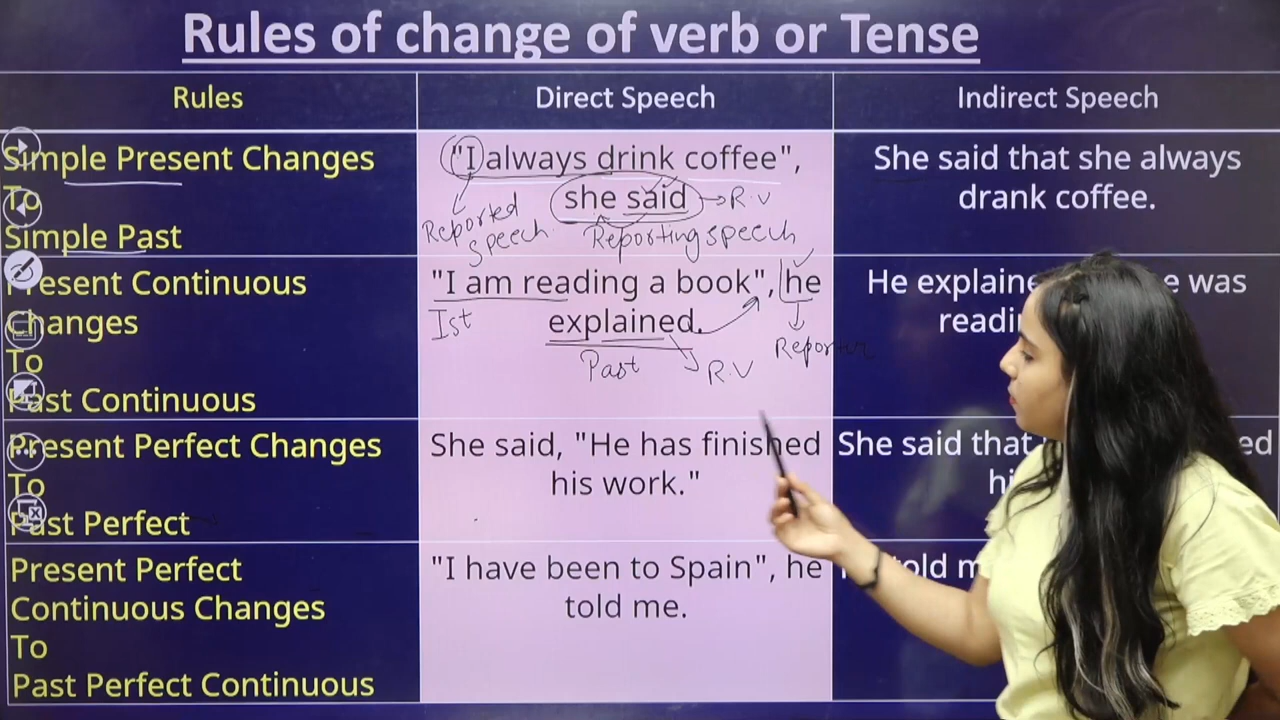 Rules of change of verb or Tense
Rules
Direct Speech
Indirect Speech
Simple Present Changes
To
Simple Past
"I always drink coffee",
she said
→ R.V
Reported
speech.
Reporting speech
She said that she always
drank coffee.
Present Continuous
Changes
To
Past Continuous
"I am reading a book", he
explained.
Ist
Past
R.V
Reporter
He was
Present Perfect Changes
To
Past Perfect
She said, "He has finished
his work."
She said that
Present Perfect
Continuous Changes
To
Past Perfect Continuous
"I have been to Spain", he
told me.
told